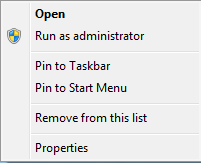 Open
Run as administrator
Pin to Taskbar
Pin to Start Menu
Remove from this list
Properties